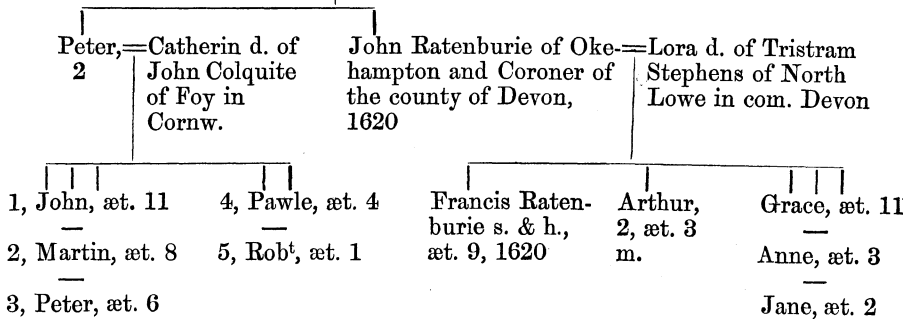 Peter,=Catherin d. of
2 John Colquite
of Foy in
Cornw.
John Ratenburie of Oke-=Lora d. of Tristram
hampton and Coroner of Stephens of North
the county of Devon, Lowe in com. Devon
1620
1, John, æt. 11
2, Martin, æt. 8
3, Peter, æt. 6
4, Pawle, æt. 4
5, Robᵗ, æt. 1
Francis Raten-
burie s. & h.,
æt. 9, 1620
Arthur,
2, æt. 3
m.
Grace, æt. 11
Anne, æt. 3
Jane, æt. 2